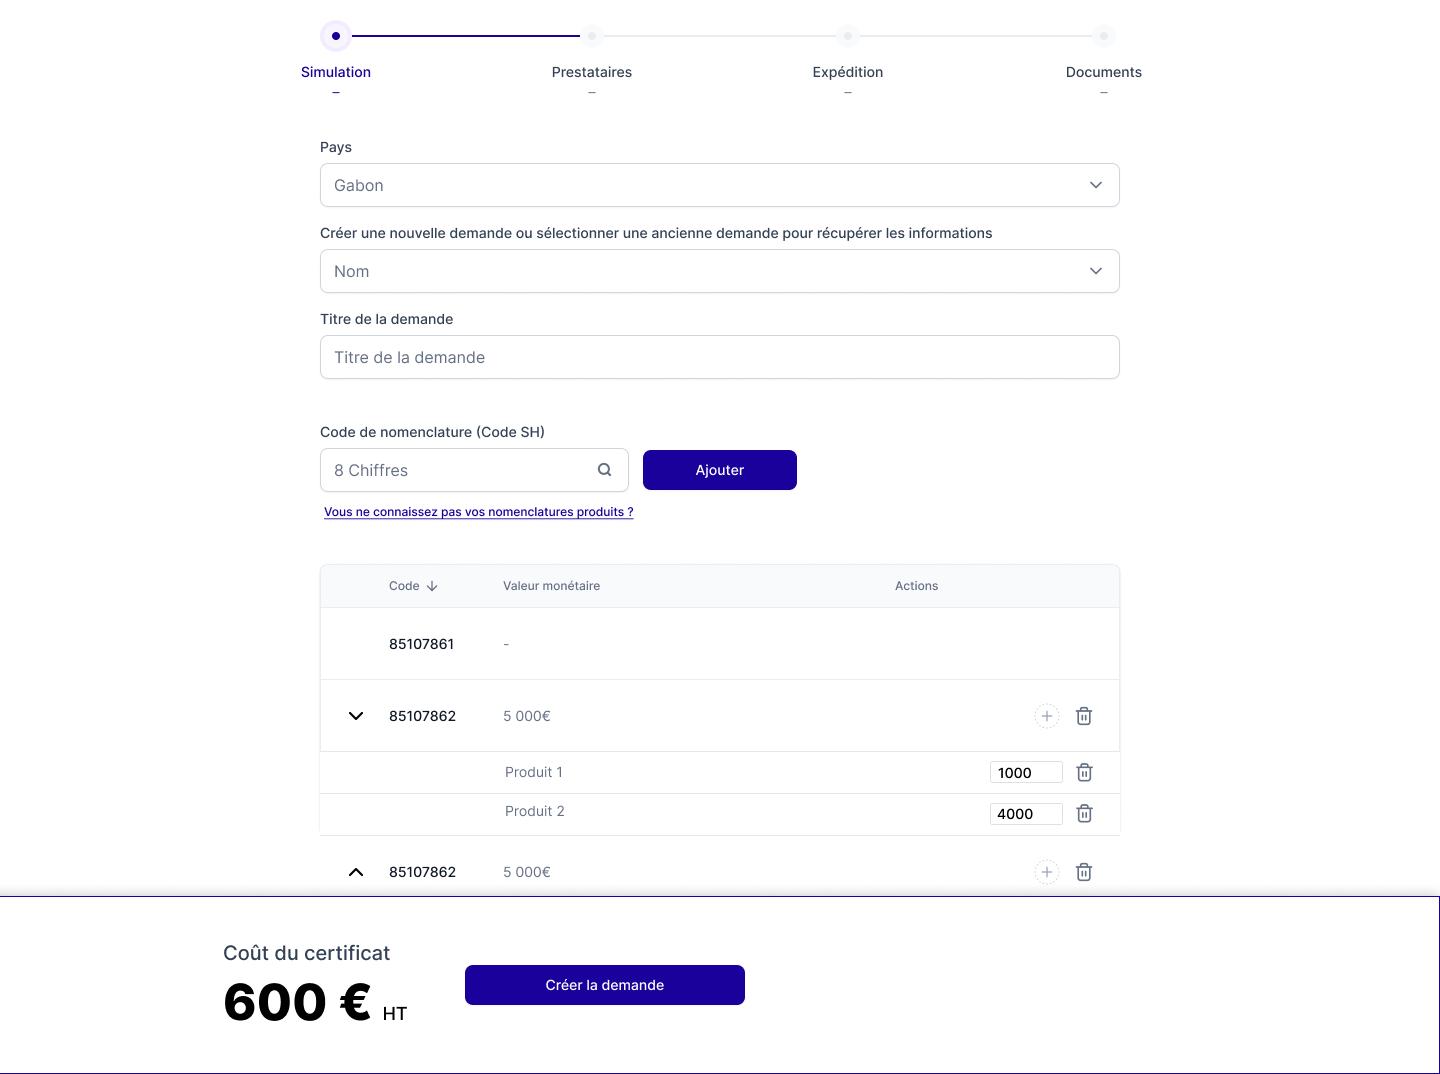 Simulation
Prestataires
Expédition
Documents
–
–
–
–
Pays
Gabon
Créer une nouvelle demande ou sélectionner une ancienne demande pour récupérer les informations
Nom
Titre de la demande
Titre de la demande
Code de nomenclature (Code SH)
8 Chiffres
Ajouter
Vous ne connaissez pas vos nomenclatures produits ?
Code Valeur monétaire Actions
85107861 -
85107862 5 000€
Produit 1 1000
Produit 2 4000
85107862 5 000€
Coût du certificat
600 € HT
Créer la demande